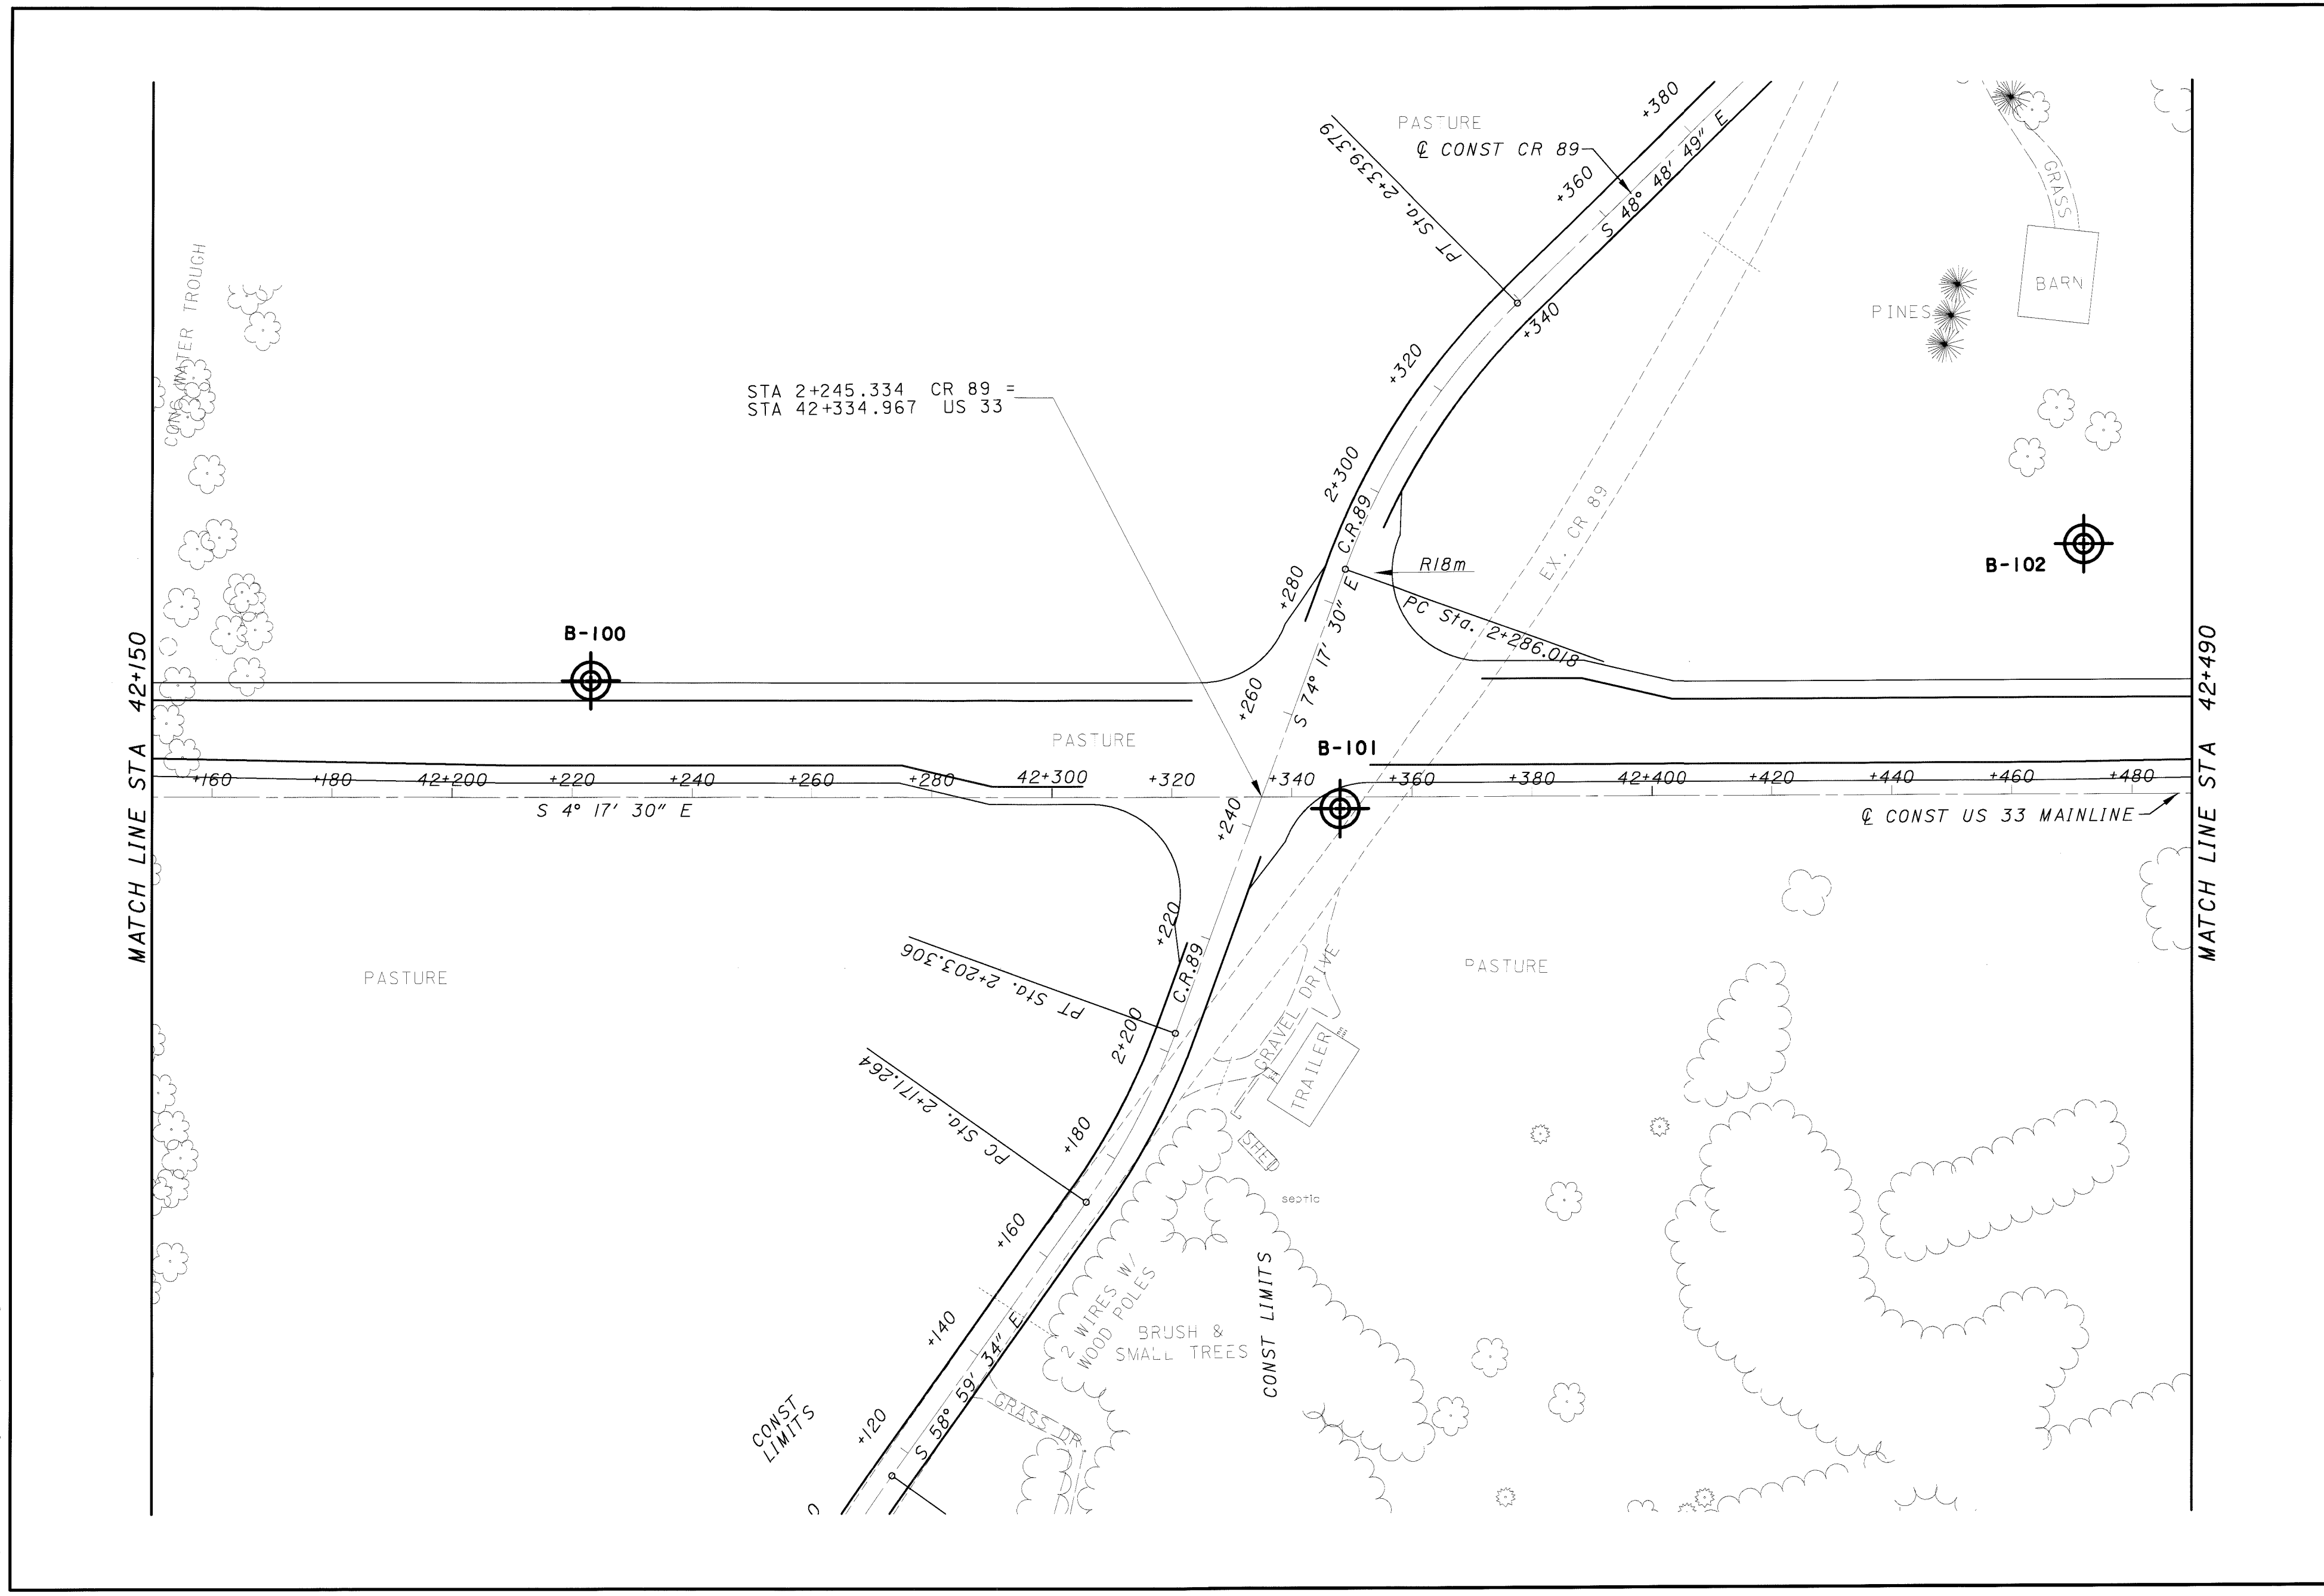 +380
PASTURE
℄ CONST CR 89
PT Sta. 2+339.379
S 48° 48' 49" E
+360
GRASS
BARN
PINES
+340
+320
CONC WATER TROUGH
STA 2+245.334 CR 89 =
STA 42+334.967 US 33
2+300
C.R.89
EX. CR 89
B-102
R18m
+280
PC Sta. 2+286.018
B-100
S 74° 17' 30" E
+260
MATCH LINE STA 42+150
MATCH LINE STA 42+490
PASTURE
B-101
+160
+180
42+200
+220
+240
+260
+280
42+300
+320
+340
+360
+380
42+400
+420
+440
+460
+480
S 4° 17' 30" E
℄ CONST US 33 MAINLINE
+240
+220
PASTURE
PT Sta. 2+203.306
C.R.89
PASTURE
GRAVEL DRIVE
2+200
TRAILER
PC Sta. 2+171.264
+180
SHED
septic
+160
2 WIRES W/
WOOD POLES
CONST LIMITS
+140
BRUSH &
SMALL TREES
S 58° 59' 34" E
GRASS DR
CONST
LIMITS
+120
0